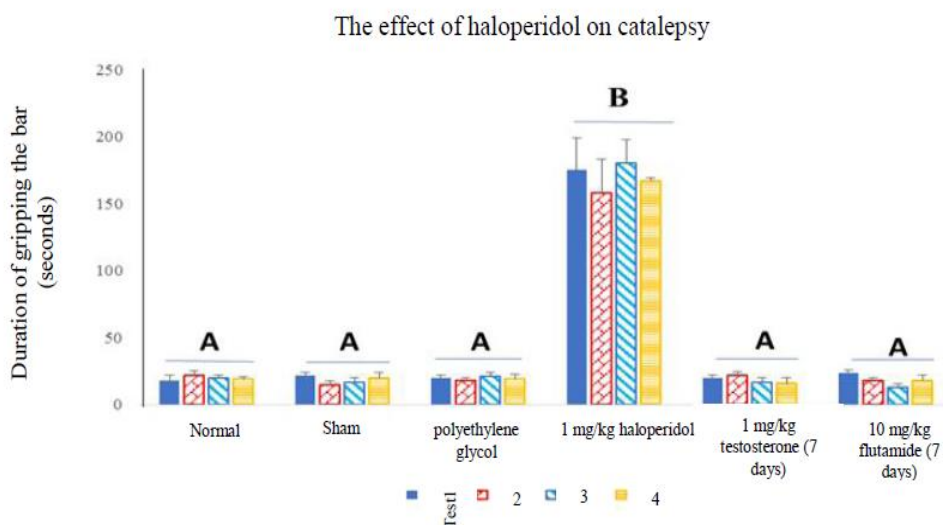 The effect of haloperidol on catalepsy
Duration of gripping the bar
(seconds)
250
200
150
100
50
0
A
A
A
B
A
A
Normal
Sham
polyethylene
glycol
1 mg/kg haloperidol
1 mg/kg
testosterone (7
days)
10 mg/kg
flutamide (7
days)
Test1
2
3
4